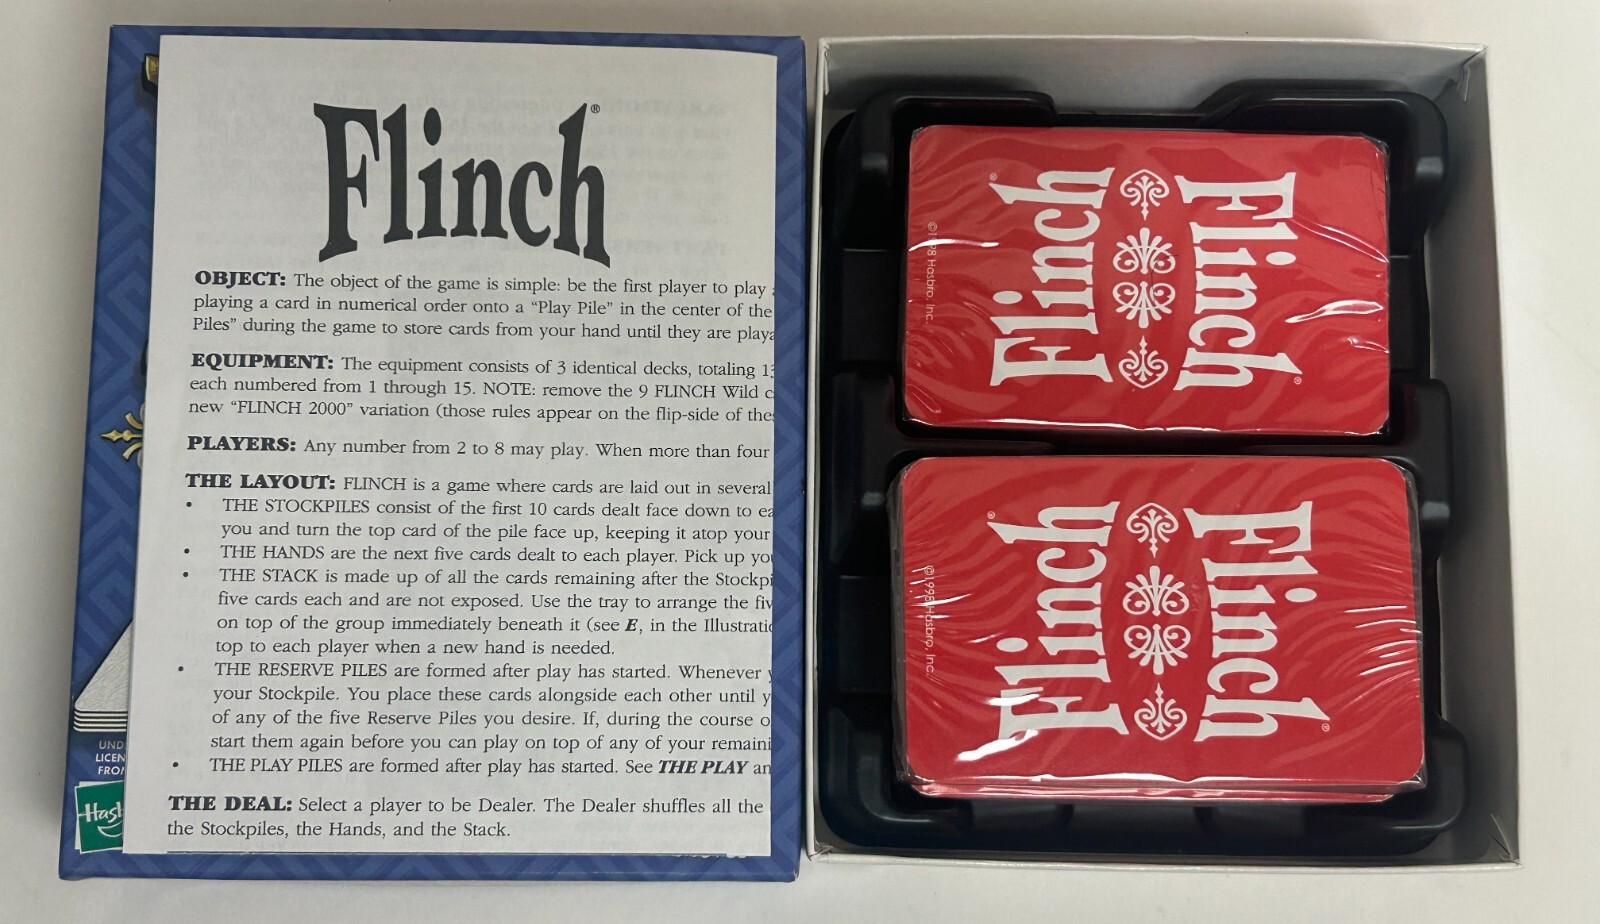 Flinch®
OBJECT: The object of the game is simple: be the first player to play
playing a card in numerical order onto a “Play Pile” in the center of the
Piles” during the game to store cards from your hand until they are
EQUIPMENT: The equipment consists of 3 identical decks, totaling
each numbered from 1 through 15. NOTE: remove the 9 FLINCH Wild
new “FLINCH 2000” variation (those rules appear on the flip-side of
PLAYERS: Any number from 2 to 8 may play. When more than four
THE LAYOUT: FLINCH is a game where cards are laid out in several
• THE STOCKPILES consist of the first 10 cards dealt face down to
you and turn the top card of the pile face up, keeping it atop your
• THE HANDS are the next five cards dealt to each player. Pick up
• THE STACK is made up of all the cards remaining after the
five cards each and are not exposed. Use the tray to arrange the
on top of the group immediately beneath it (see E, in the
top to each player when a new hand is needed.
• THE RESERVE PILES are formed after play has started. Whenever
your Stockpile. You place these cards alongside each other until
of any of the five Reserve Piles you desire. If, during the course
start them again before you can play on top of any of your
• THE PLAY PILES are formed after play has started. See THE PLAY
THE DEAL: Select a player to be Dealer. The Dealer shuffles all the
the Stockpiles, the Hands, and the Stack.
UND
LICEN
FRO
Hasb
Flinch®
Flinch®
©1998 Hasbro, Inc.
Flinch®
Flinch®
©1998 Hasbro, Inc.